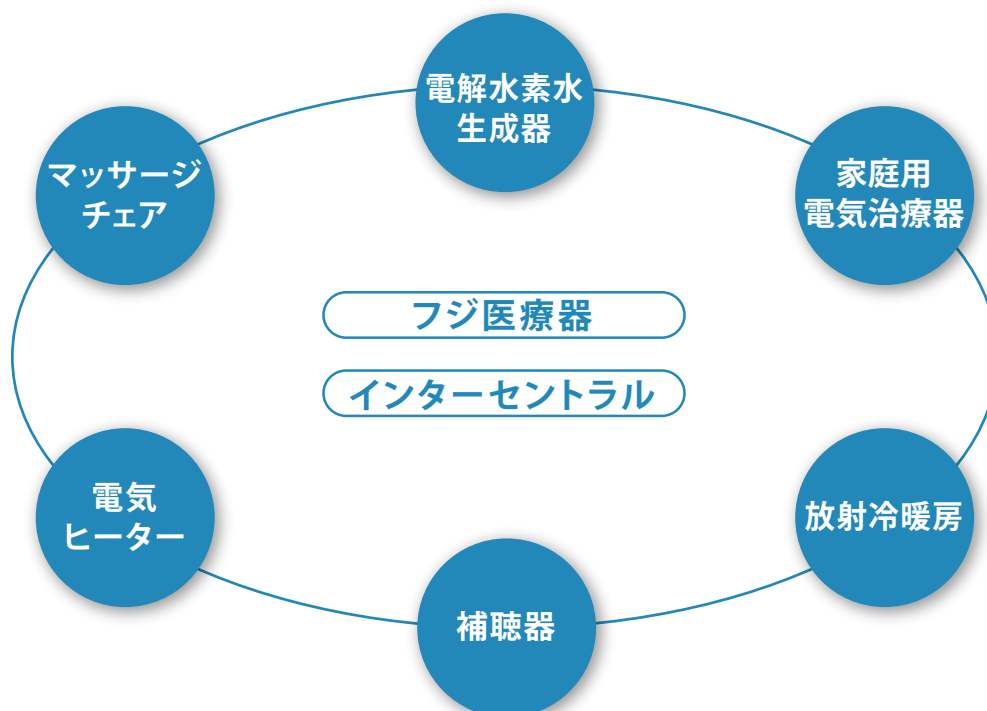 電解水素水
生成器
マッサージ
チェア
家庭用
電気治療器
フジ医療器
インターセントラル
電気
ヒーター
放射冷暖房
補聴器